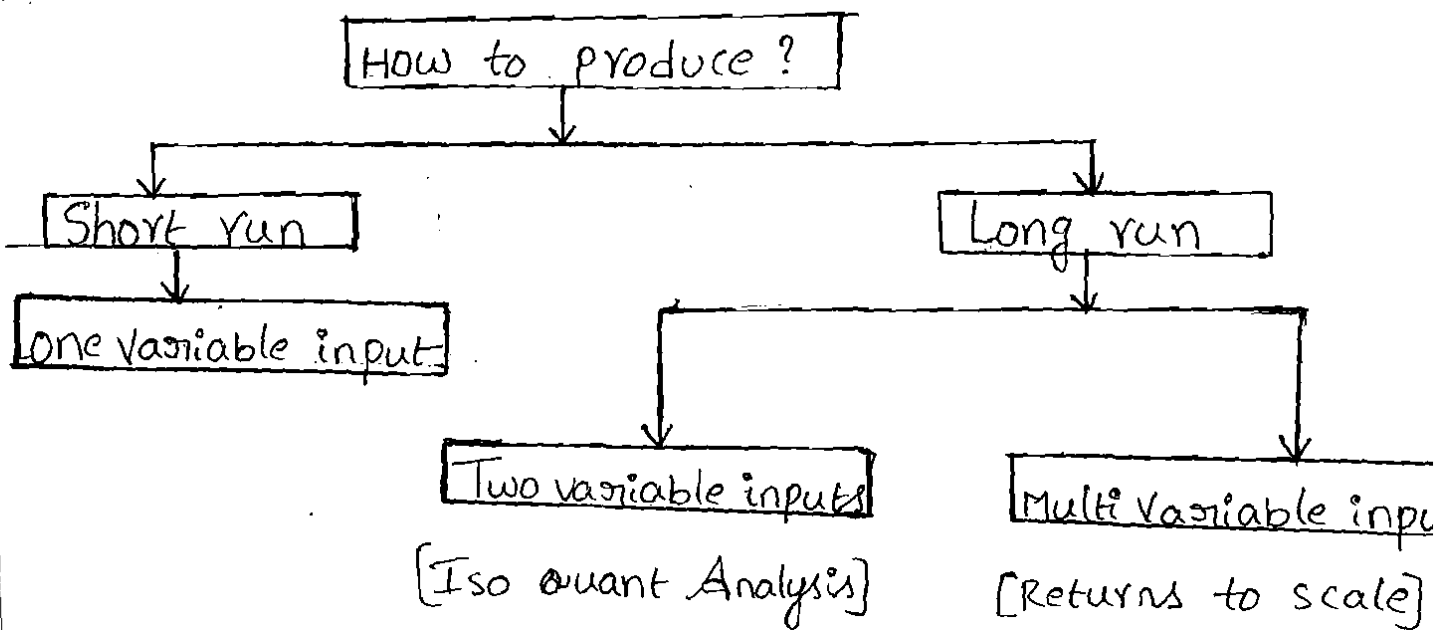 How to produce?
Short run
Long run
one variable input
Two variable inputs
Multi Variable inpu
[Iso quant Analysis]
[Returns to scale]